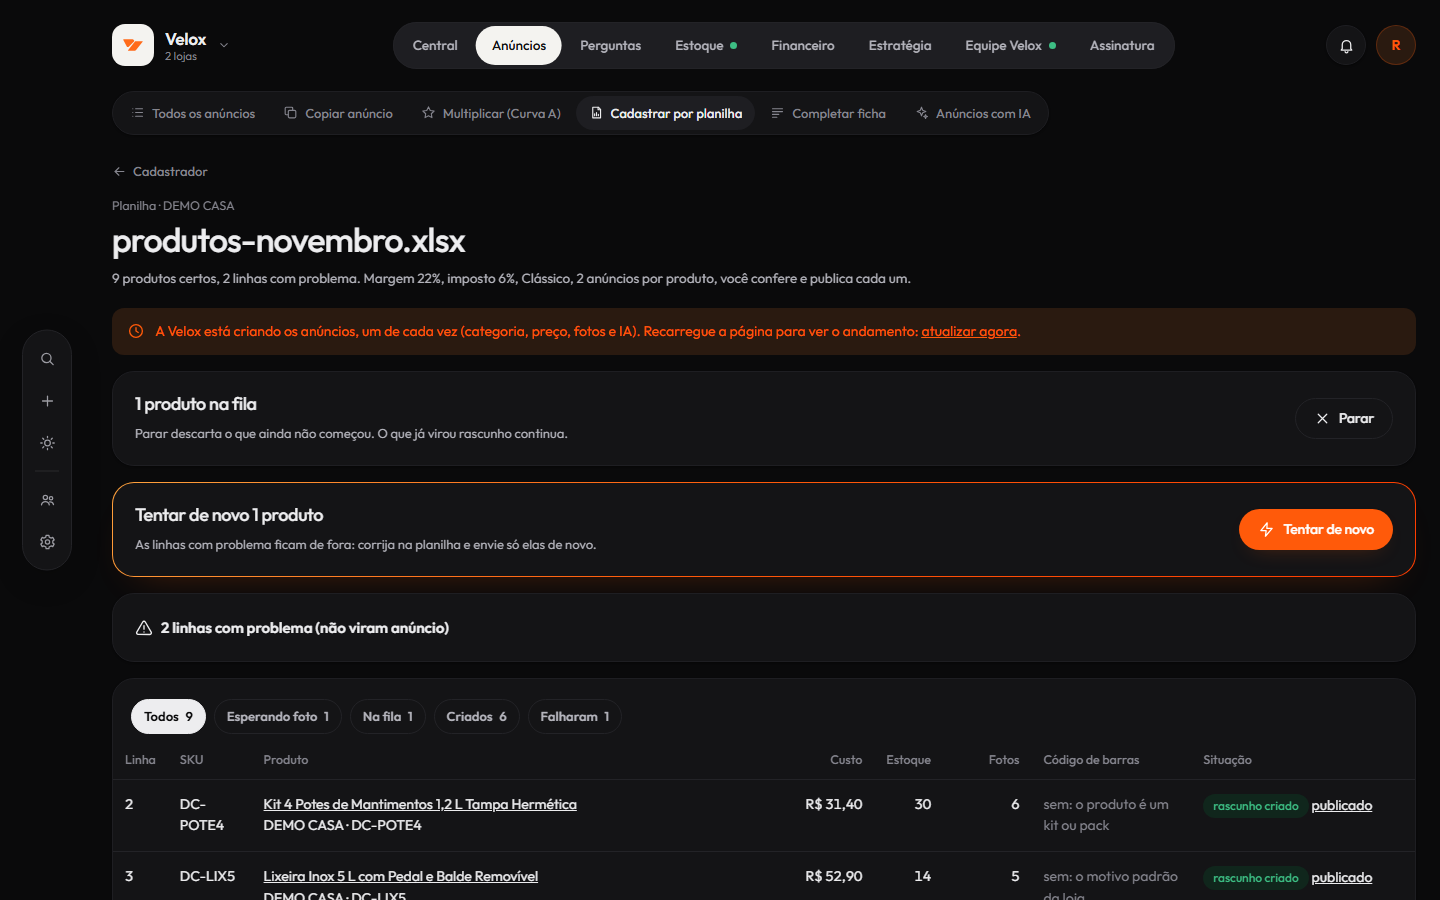 Velox
2 lojas
Central
Anúncios
Perguntas
Estoque
Financeiro
Estratégia
Equipe Velox
Assinatura
R
Todos os anúncios
Copiar anúncio
Multiplicar (Curva A)
Cadastrar por planilha
Completar ficha
Anúncios com IA
Cadastrador
Planilha · DEMO CASA
produtos-novembro.xlsx
9 produtos certos, 2 linhas com problema. Margem 22%, imposto 6%, Clássico, 2 anúncios por produto, você confere e publica cada um.
A Velox está criando os anúncios, um de cada vez (categoria, preço, fotos e IA). Recarregue a página para ver o andamento: atualizar agora.
1 produto na fila
Parar descarta o que ainda não começou. O que já virou rascunho continua.
Parar
Tentar de novo 1 produto
As linhas com problema ficam de fora: corrija na planilha e envie só elas de novo.
Tentar de novo
2 linhas com problema (não viram anúncio)
Todos 9
Esperando foto 1
Na fila 1
Criados 6
Falharam 1
Linha SKU Produto Custo Estoque Fotos Código de barras Situação
2 DC- Kit 4 Potes de Mantimentos 1,2 L Tampa Hermética R$ 31,40 30 6 sem: o produto é um rascunho criado publicado
POTE4 DEMO CASA · DC-POTE4 kit ou pack
3 DC-LIX5 Lixeira Inox 5 L com Pedal e Balde Removível R$ 52,90 14 5 sem: o motivo padrão rascunho criado publicado
DEMO CASA · DC-LIX5 da loja